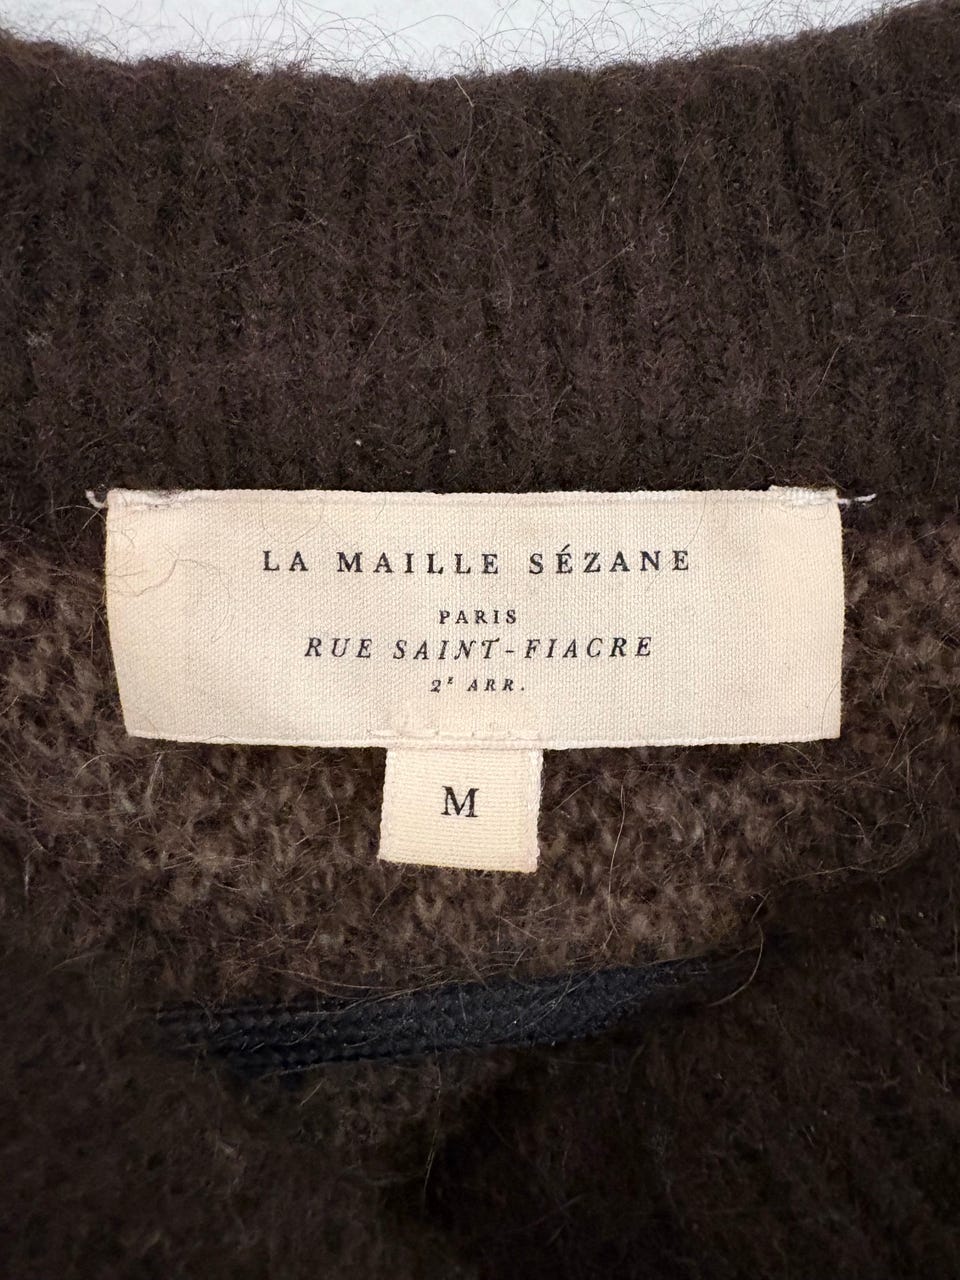 LA MAILLE SÉZANE
PARIS
RUE SAINT-FIACRE
2ᴱ ARR.
M